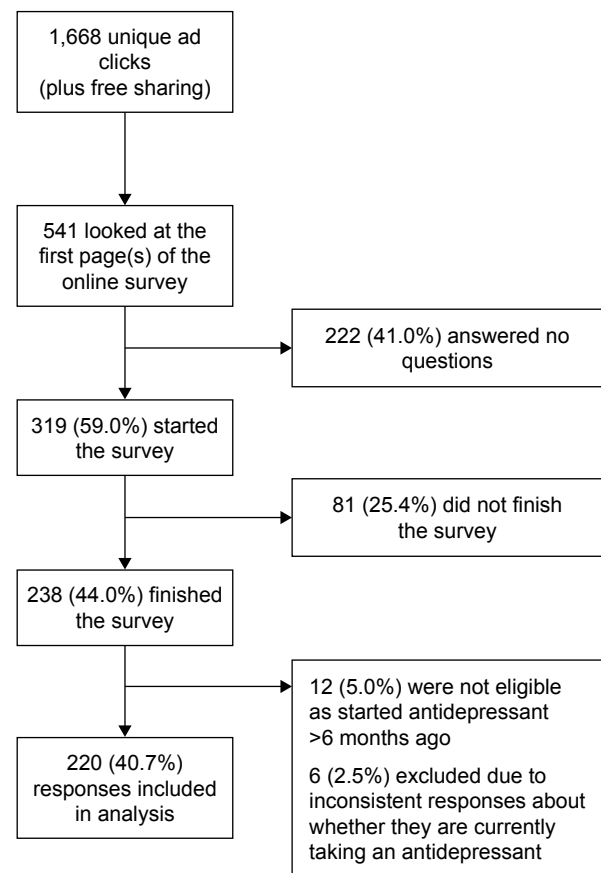 1,668 unique ad
clicks
(plus free sharing)
541 looked at the
first page(s) of the
online survey
222 (41.0%) answered no
questions
319 (59.0%) started
the survey
81 (25.4%) did not finish
the survey
238 (44.0%) finished
the survey
12 (5.0%) were not eligible
as started antidepressant
>6 months ago
6 (2.5%) excluded due to
inconsistent responses about
whether they are currently
taking an antidepressant
220 (40.7%)
responses included
in analysis